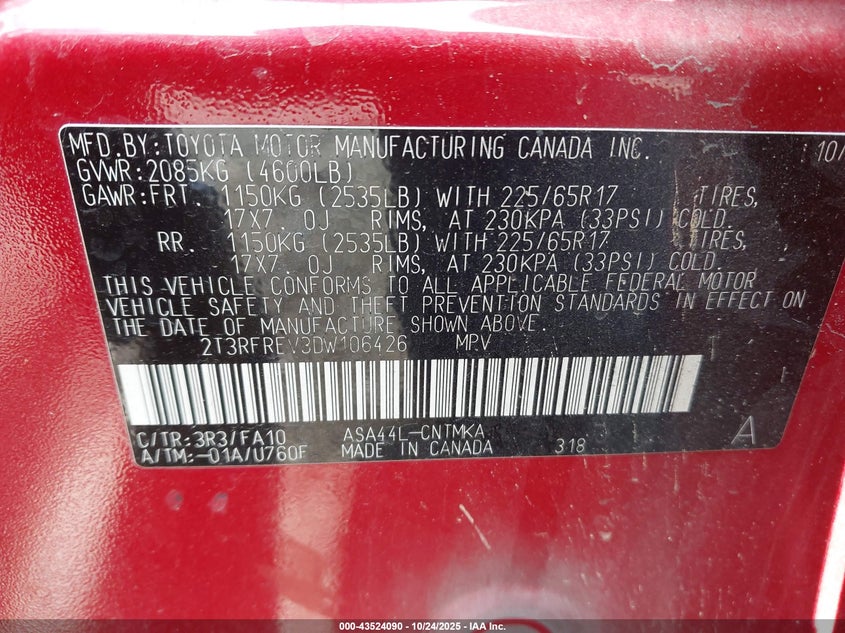 MFD.BY:TOYOTA MOTOR MANUFACTURING CANADA INC. 10/
GVWR:2085KG (4600LB)
GAWR:FRT. 1150KG (2535LB) WITH 225/65R17 TIRES,
17X7. 0J RIMS, AT 230KPA (33PSI) COLD.
RR. 1150KG (2535LB) WITH 225/65R17 TIRES,
17X7. 0J RIMS, AT 230KPA (33PSI) COLD.
THIS VEHICLE CONFORMS TO ALL APPLICABLE FEDERAL MOTOR
VEHICLE SAFETY AND THEFT PREVENTION STANDARDS IN EFFECT ON
THE DATE OF MANUFACTURE SHOWN ABOVE.
2T3RFREV3DW106426 MPV
C/TR:3R3/FA10 ASA44L-CNTMKA A
A/TM:-01A/U760F MADE IN CANADA 318
000-43524090 - 10/24/2025 - IAA Inc.